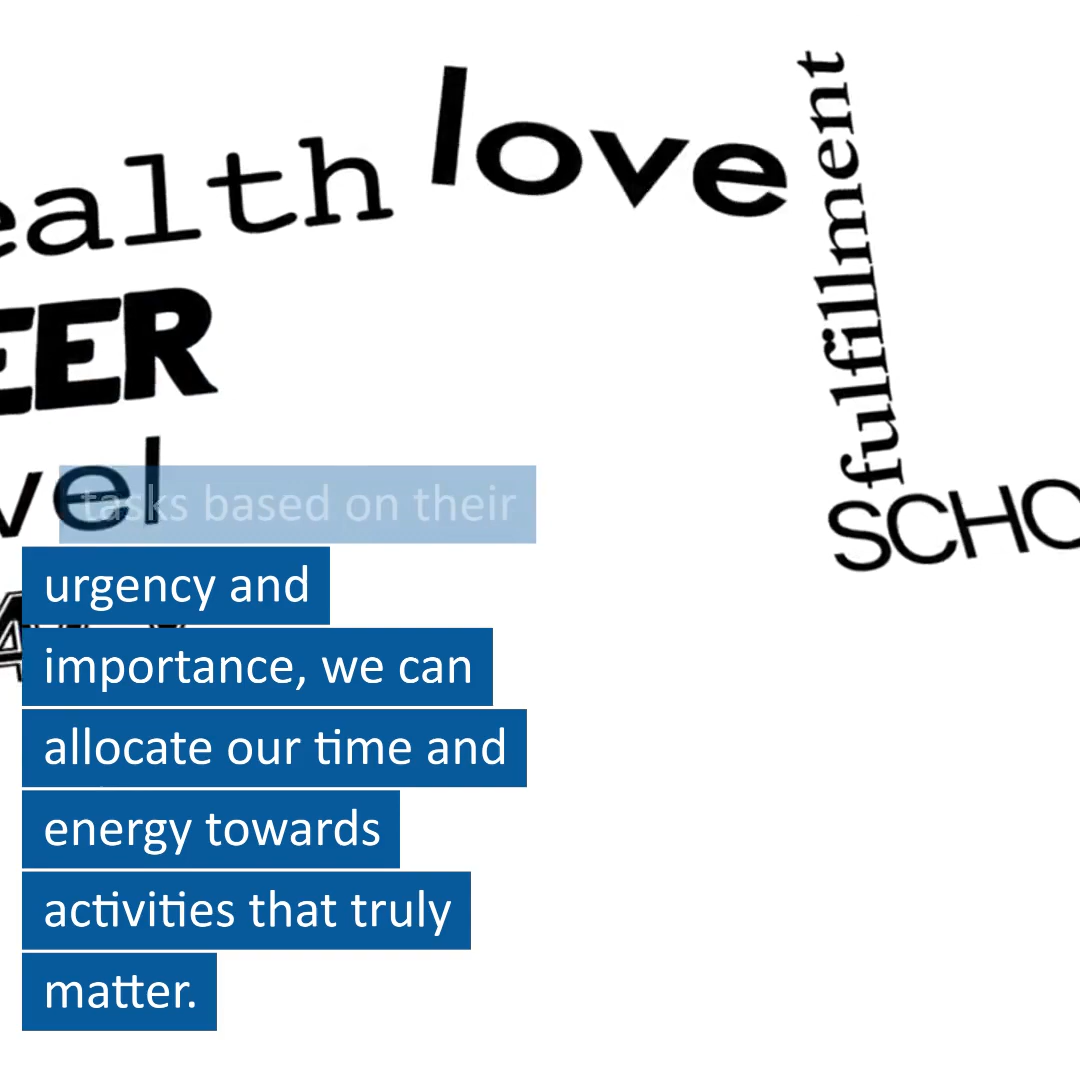 love
fulfillment
ealth
EER
vel
SCHO
tasks based on their
urgency and
importance, we can
allocate our time and
energy towards
activities that truly
matter.